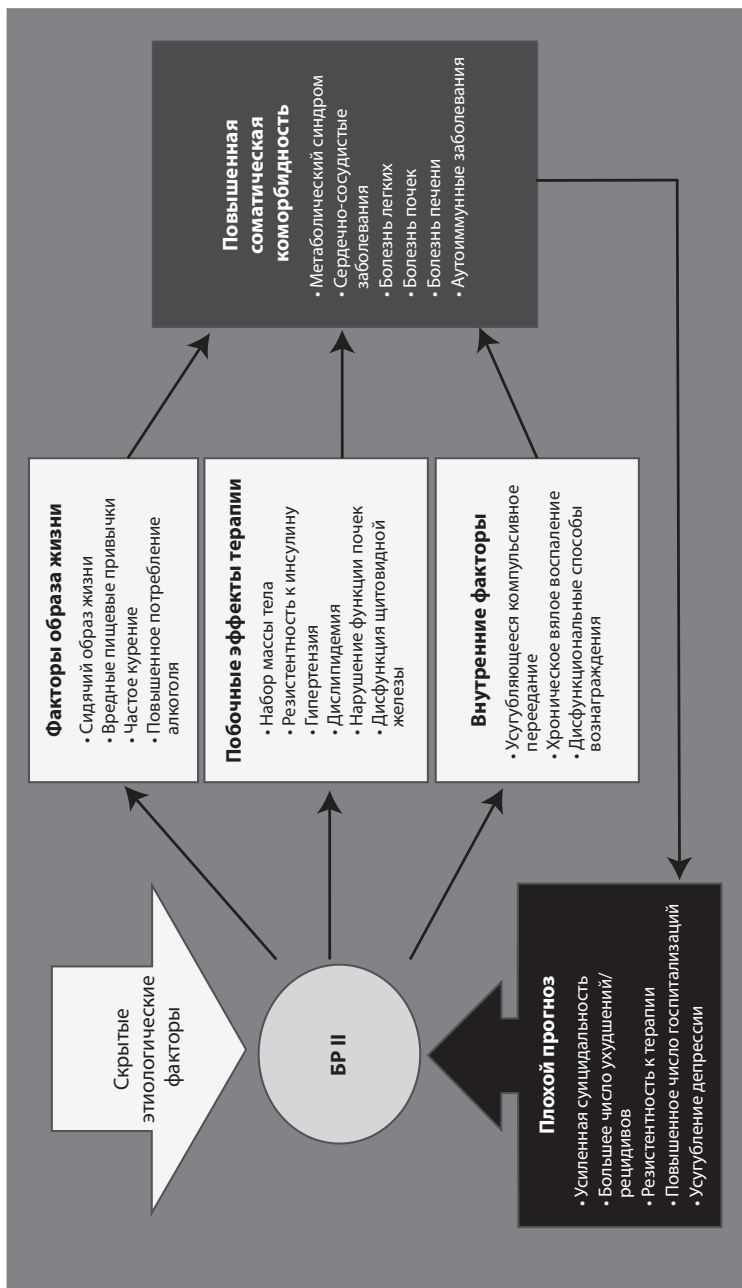 Скрытые
этиологические
факторы
БР II
Плохой прогноз
• Усиленная суицидальность
• Большее число ухудшений/
рецидивов
• Резистентность к терапии
• Повышенное число госпитализаций
• Усугубление депрессии
Факторы образа жизни
• Сидячий образ жизни
• Вредные пищевые привычки
• Частое курение
• Повышенное потребление
алкоголя
Побочные эффекты терапии
• Набор массы тела
• Резистентность к инсулину
• Гипертензия
• Дислипидемия
• Нарушение функции почек
• Дисфункция щитовидной
железы
Внутренние факторы
• Усугубляющееся компульсивное
переедание
• Хроническое вялое воспаление
• Дисфункциональные способы
вознаграждения
Повышенная
соматическая
коморбидность
• Метаболический синдром
• Сердечно-сосудистые
заболевания
• Болезнь легких
• Болезнь почек
• Болезнь печени
• Аутоиммунные заболевания